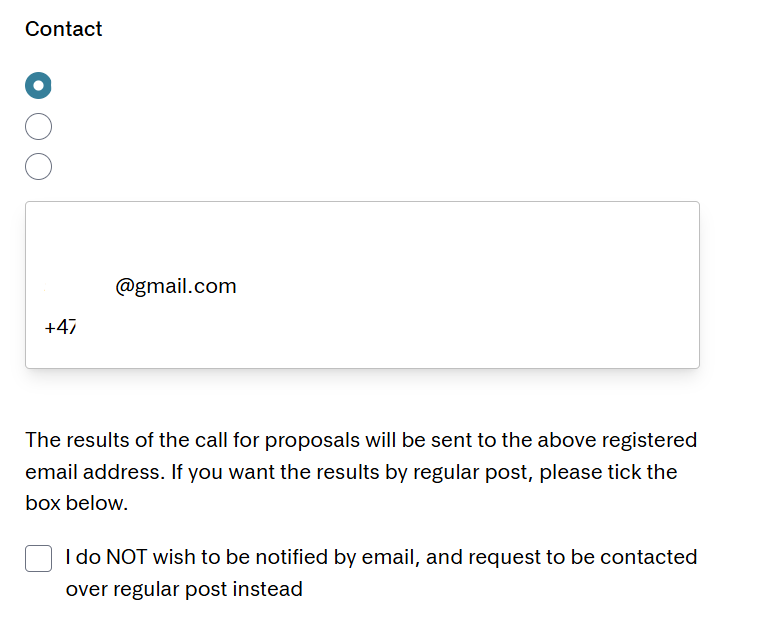 Contact
@gmail.com
+47
The results of the call for proposals will be sent to the above registered
email address. If you want the results by regular post, please tick the
box below.
I do NOT wish to be notified by email, and request to be contacted
over regular post instead